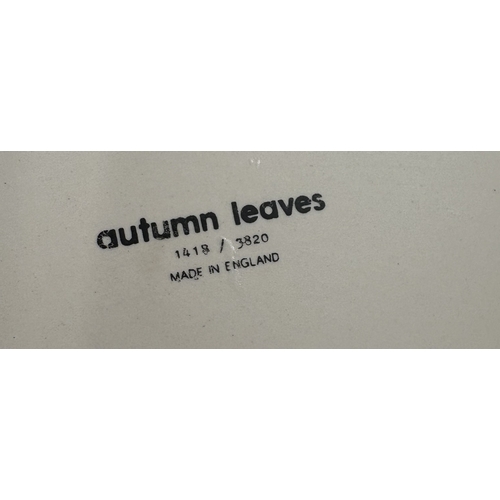 autumn leaves
1418 / 3820
MADE IN ENGLAND